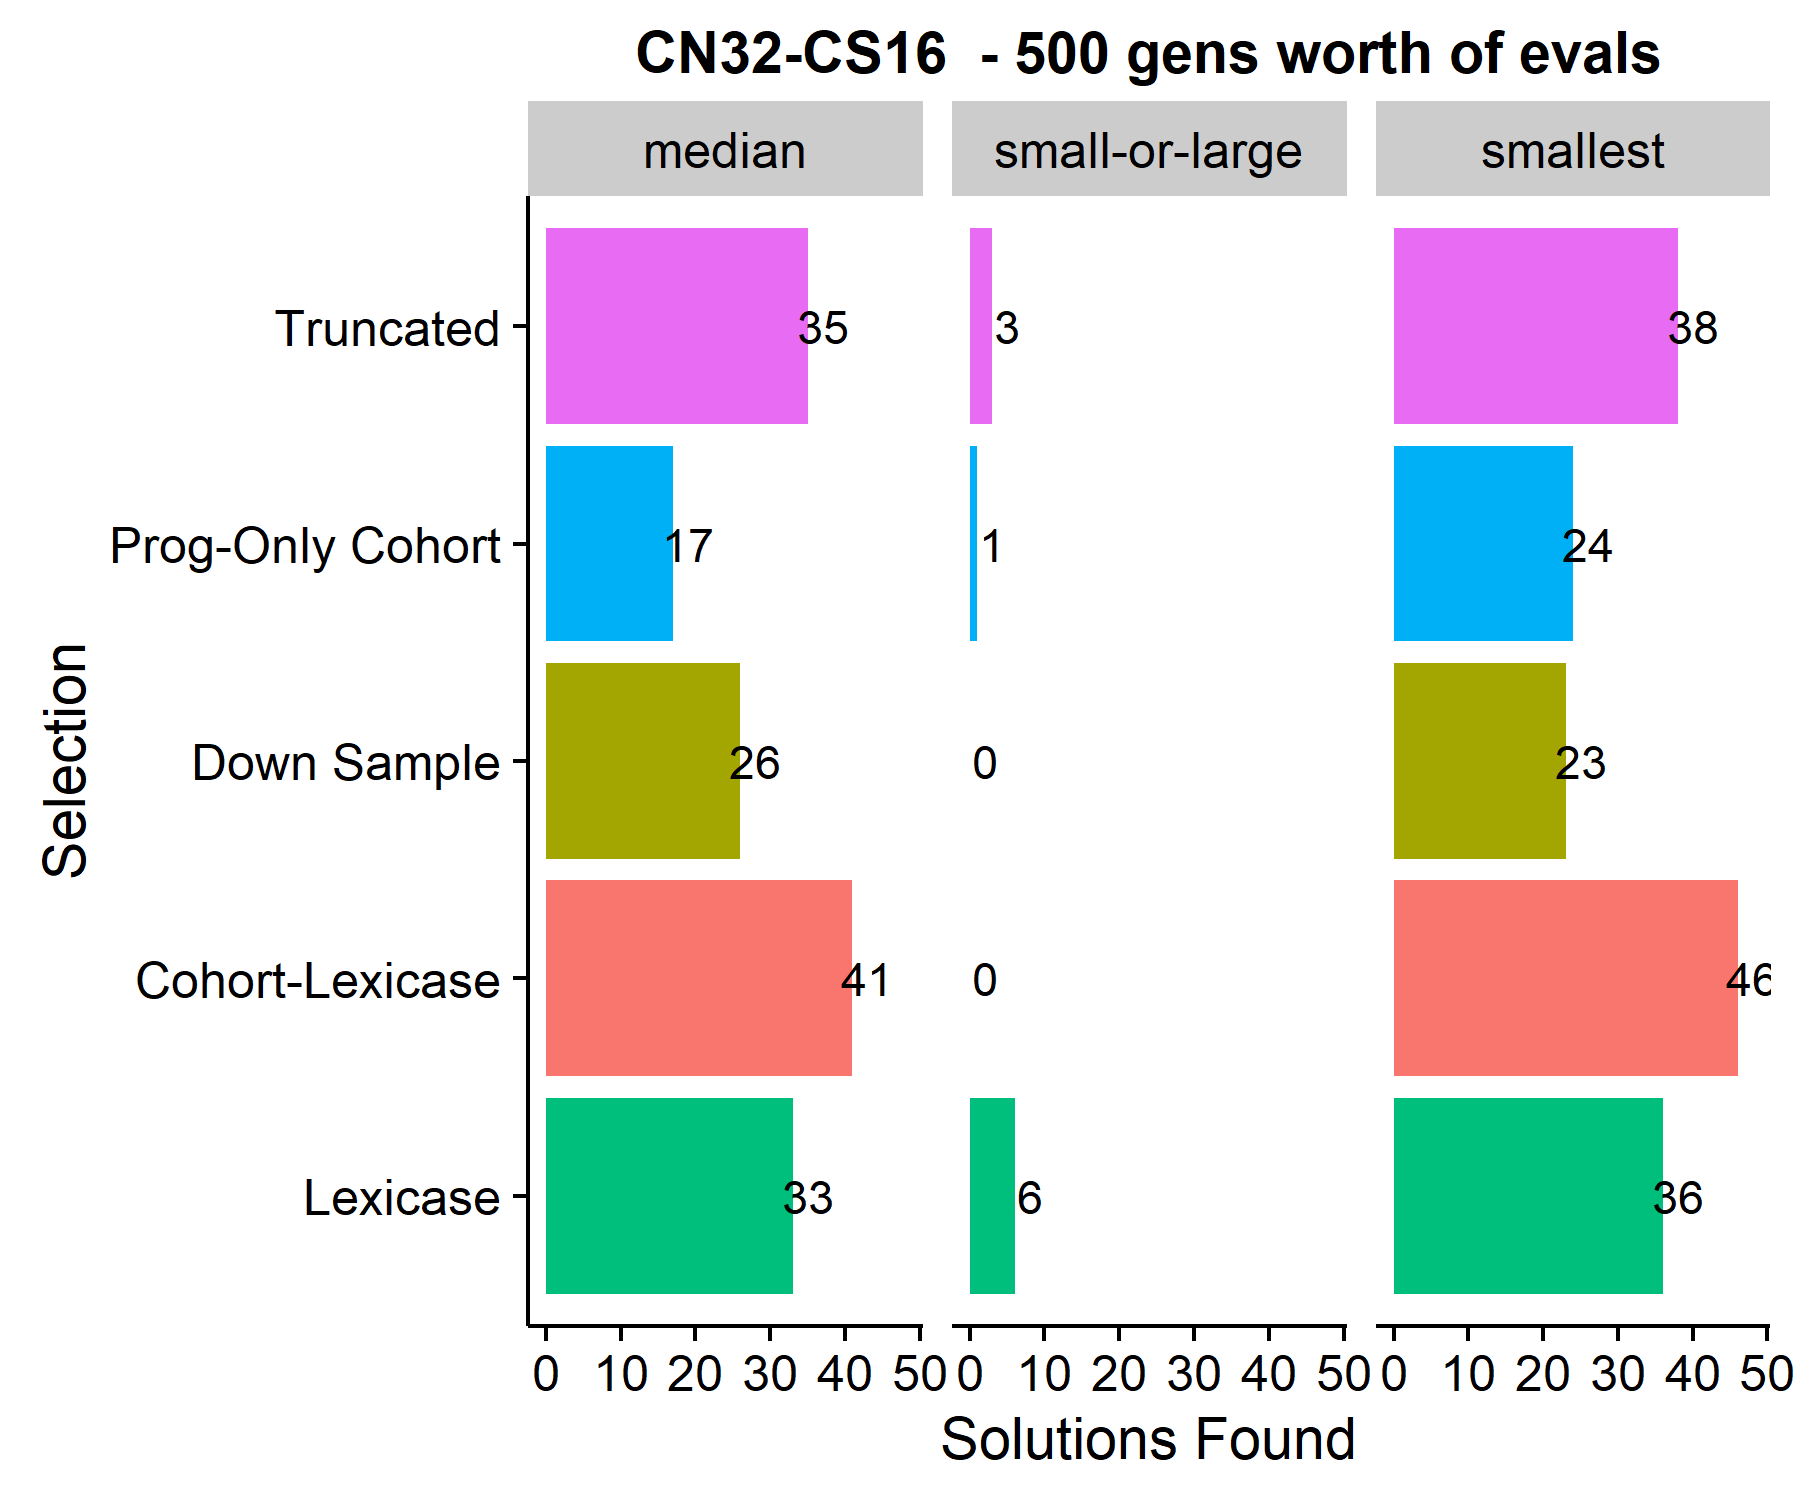 CN32-CS16  - 500 gens worth of evals
median small-or-large smallest
Selection
Truncated 35 3 38
Prog-Only Cohort 17 1 24
Down Sample 26 0 23
Cohort-Lexicase 41 0 46
Lexicase 33 6 36
0 10 20 30 40 50 0 10 20 30 40 50 0 10 20 30 40 50
Solutions Found